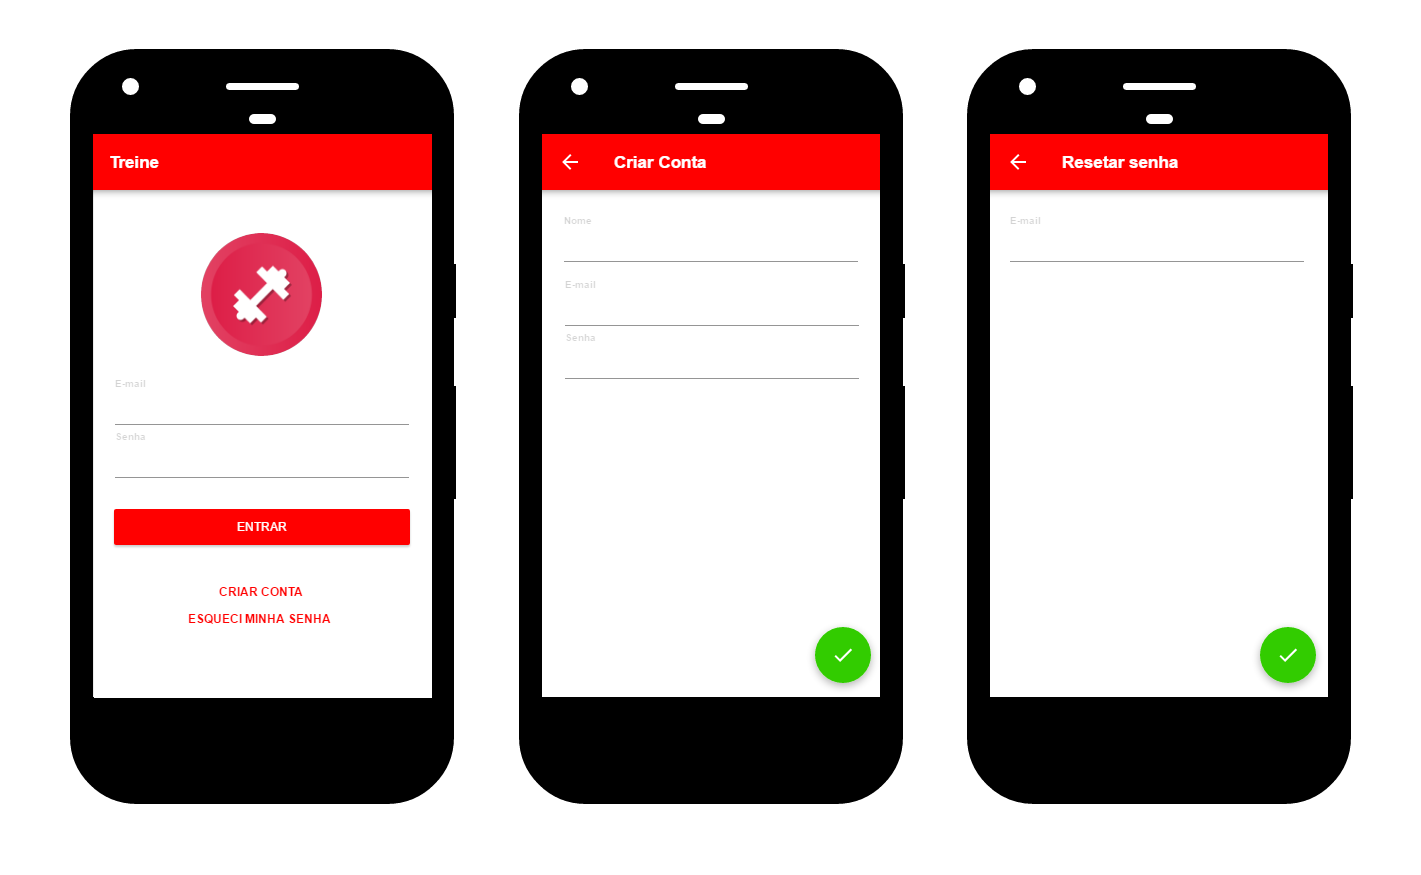 Treine
E-mail
Senha
ENTRAR
CRIAR CONTA
ESQUECI MINHA SENHA
Criar Conta
Nome
E-mail
Senha
Resetar senha
E-mail